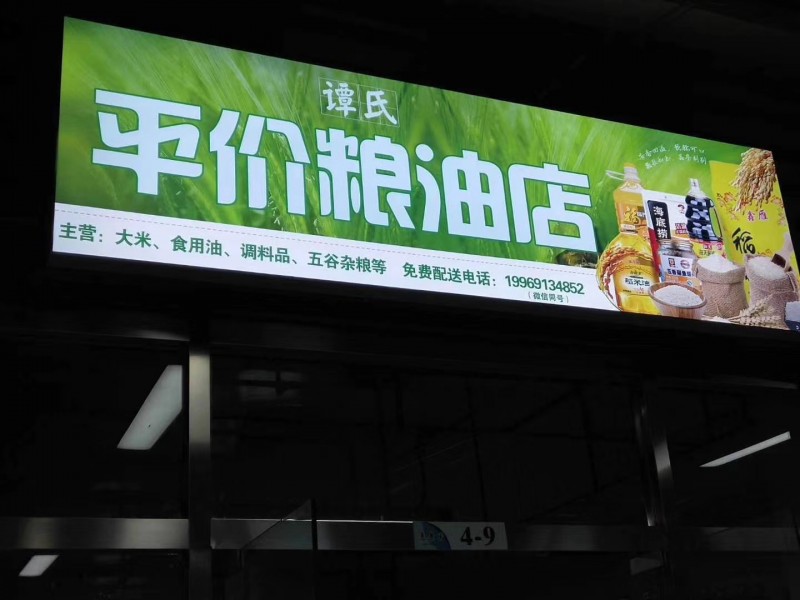 谭氏
平价粮油店
主营：大米、食用油、调料品、五谷杂粮等 免费配送电话：19969134852
（微信同号）
海底捞
稻
稻米油
4-9